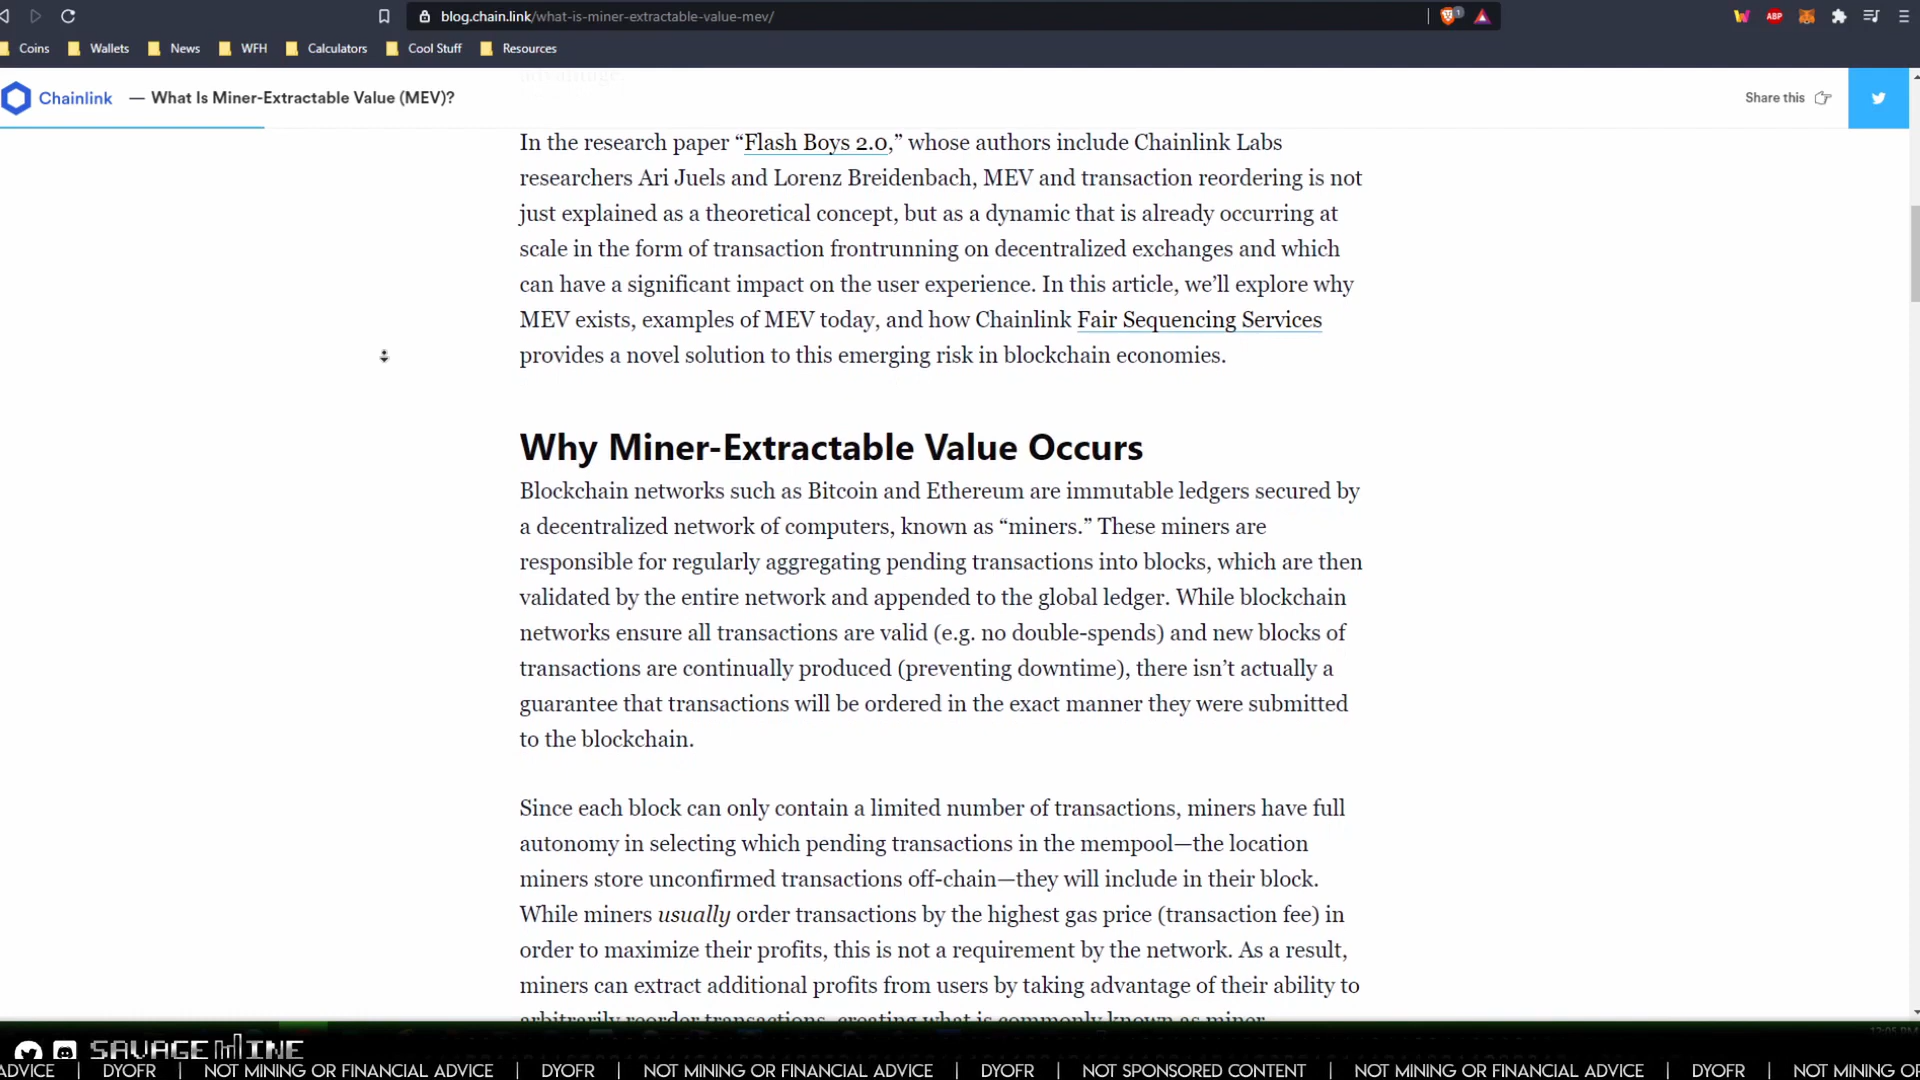 blog.chain.link/what-is-miner-extractable-value-mev/
1
ABP
Coins
Wallets
News
WFH
Calculators
Cool Stuff
Resources
advantage.
Chainlink — What Is Miner-Extractable Value (MEV)?
Share this
In the research paper “Flash Boys 2.0,” whose authors include Chainlink Labs
researchers Ari Juels and Lorenz Breidenbach, MEV and transaction reordering is not
just explained as a theoretical concept, but as a dynamic that is already occurring at
scale in the form of transaction frontrunning on decentralized exchanges and which
can have a significant impact on the user experience. In this article, we’ll explore why
MEV exists, examples of MEV today, and how Chainlink Fair Sequencing Services
provides a novel solution to this emerging risk in blockchain economies.
Why Miner-Extractable Value Occurs
Blockchain networks such as Bitcoin and Ethereum are immutable ledgers secured by
a decentralized network of computers, known as “miners.” These miners are
responsible for regularly aggregating pending transactions into blocks, which are then
validated by the entire network and appended to the global ledger. While blockchain
networks ensure all transactions are valid (e.g. no double-spends) and new blocks of
transactions are continually produced (preventing downtime), there isn’t actually a
guarantee that transactions will be ordered in the exact manner they were submitted
to the blockchain.
Since each block can only contain a limited number of transactions, miners have full
autonomy in selecting which pending transactions in the mempool—the location
miners store unconfirmed transactions off-chain—they will include in their block.
While miners usually order transactions by the highest gas price (transaction fee) in
order to maximize their profits, this is not a requirement by the network. As a result,
miners can extract additional profits from users by taking advantage of their ability to
arbitrarily reorder transactions, creating what is commonly known as miner
12:05 PM
SAVAGE MINE
ADVICE | DYOFR | NOT MINING OR FINANCIAL ADVICE | DYOFR | NOT MINING OR FINANCIAL ADVICE | DYOFR | NOT SPONSORED CONTENT | NOT MINING OR FINANCIAL ADVICE | DYOFR | NOT MINING OR